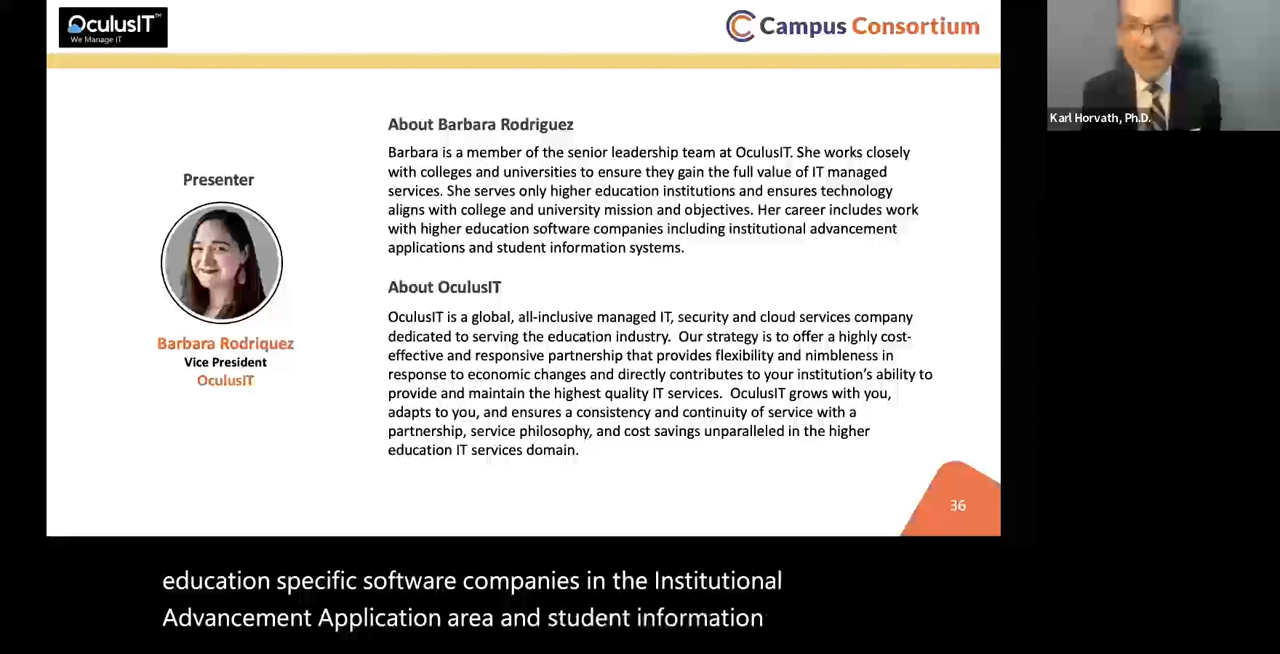 OculusIT™
We Manage IT
Campus Consortium
Karl Horvath, Ph.D.
Presenter
Barbara Rodriquez
Vice President
OculusIT
About Barbara Rodriguez
Barbara is a member of the senior leadership team at OculusIT. She works closely
with colleges and universities to ensure they gain the full value of IT managed
services. She serves only higher education institutions and ensures technology
aligns with college and university mission and objectives. Her career includes work
with higher education software companies including institutional advancement
applications and student information systems.
About OculusIT
OculusIT is a global, all-inclusive managed IT, security and cloud services company
dedicated to serving the education industry.  Our strategy is to offer a highly cost-
effective and responsive partnership that provides flexibility and nimbleness in
response to economic changes and directly contributes to your institution's ability to
provide and maintain the highest quality IT services.  OculusIT grows with you,
adapts to you, and ensures a consistency and continuity of service with a
partnership, service philosophy, and cost savings unparalleled in the higher
education IT services domain.
36
education specific software companies in the Institutional
Advancement Application area and student information